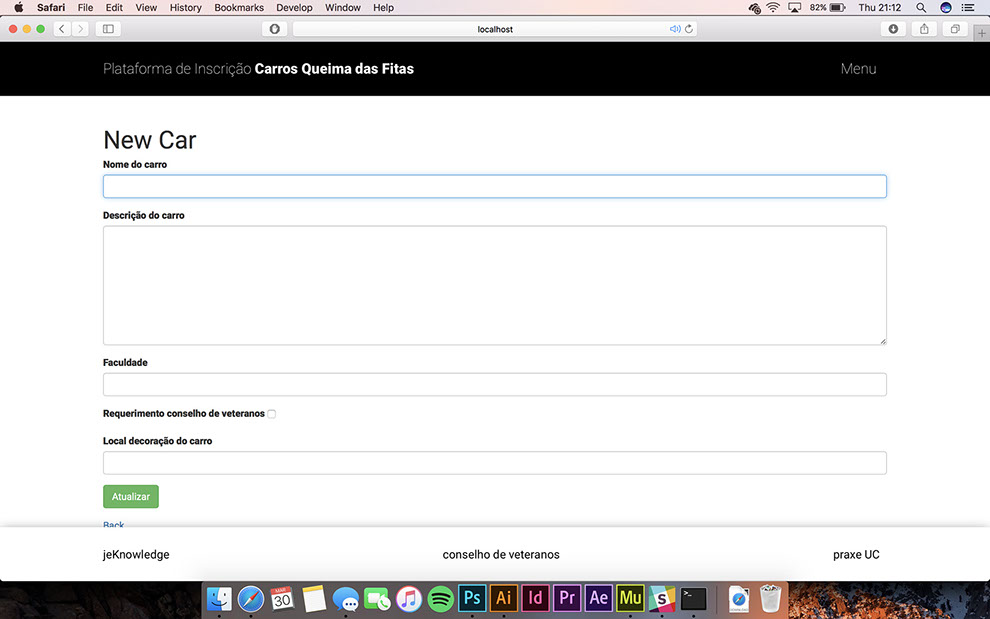 Safari File Edit View History Bookmarks Develop Window Help 82% Thu 21:12
localhost
Plataforma de Inscrição Carros Queima das Fitas Menu
New Car
Nome do carro
Descrição do carro
Faculdade
Requerimento conselho de veteranos
Local decoração do carro
Atualizar
Back
jeKnowledge conselho de veteranos praxe UC
30 Ps Ai Id Pr Ae Mu S